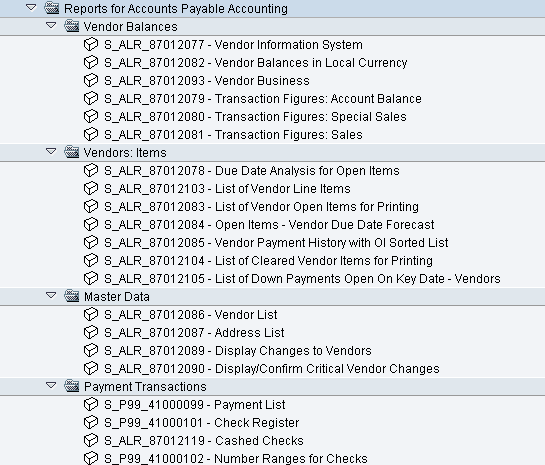 Reports for Accounts Payable Accounting
Vendor Balances
S_ALR_87012077 - Vendor Information System
S_ALR_87012082 - Vendor Balances in Local Currency
S_ALR_87012093 - Vendor Business
S_ALR_87012079 - Transaction Figures: Account Balance
S_ALR_87012080 - Transaction Figures: Special Sales
S_ALR_87012081 - Transaction Figures: Sales
Vendors: Items
S_ALR_87012078 - Due Date Analysis for Open Items
S_ALR_87012103 - List of Vendor Line Items
S_ALR_87012083 - List of Vendor Open Items for Printing
S_ALR_87012084 - Open Items - Vendor Due Date Forecast
S_ALR_87012085 - Vendor Payment History with OI Sorted List
S_ALR_87012104 - List of Cleared Vendor Items for Printing
S_ALR_87012105 - List of Down Payments Open On Key Date - Vendors
Master Data
S_ALR_87012086 - Vendor List
S_ALR_87012087 - Address List
S_ALR_87012089 - Display Changes to Vendors
S_ALR_87012090 - Display/Confirm Critical Vendor Changes
Payment Transactions
S_P99_41000099 - Payment List
S_P99_41000101 - Check Register
S_ALR_87012119 - Cashed Checks
S_P99_41000102 - Number Ranges for Checks